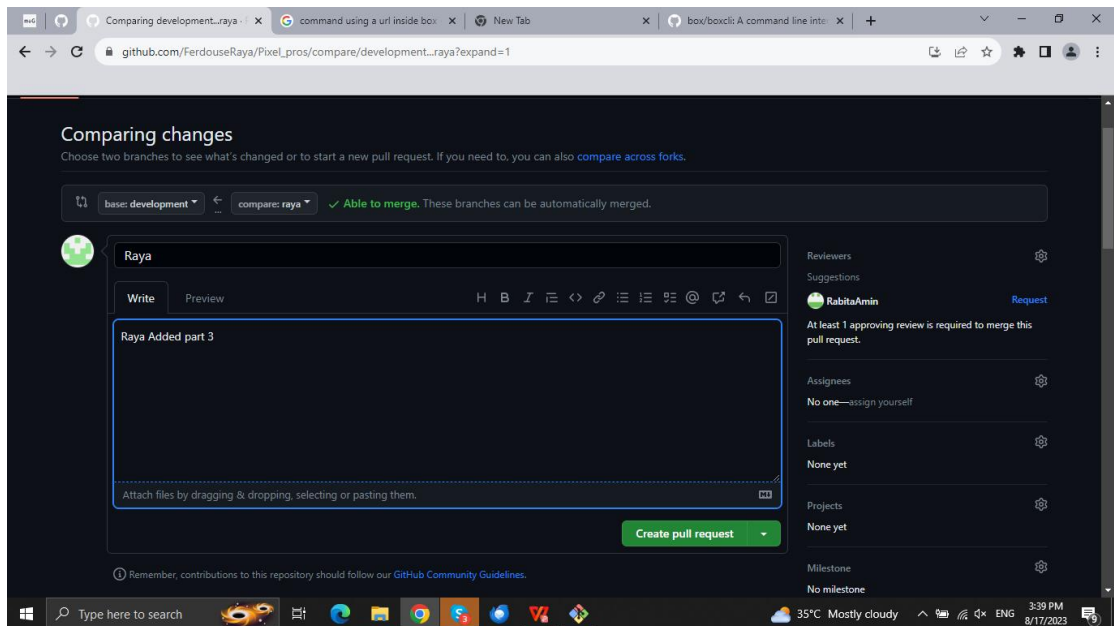 Comparing development...raya ·
command using a url inside box
New Tab
box/boxcli: A command line inte
github.com/FerdouseRaya/Pixel_pros/compare/development...raya?expand=1
Comparing changes
Choose two branches to see what's changed or to start a new pull request. If you need to, you can also compare across forks.
base: development
compare: raya
Able to merge. These branches can be automatically merged.
Raya
Write Preview
Raya Added part 3
Attach files by dragging & dropping, selecting or pasting them.
Create pull request
Remember, contributions to this repository should follow our GitHub Community Guidelines.
Reviewers
Suggestions
RabitaAmin Request
At least 1 approving review is required to merge this
pull request.
Assignees
No one—assign yourself
Labels
None yet
Projects
None yet
Milestone
No milestone
Type here to search
35°C Mostly cloudy
ENG
3:39 PM
8/17/2023